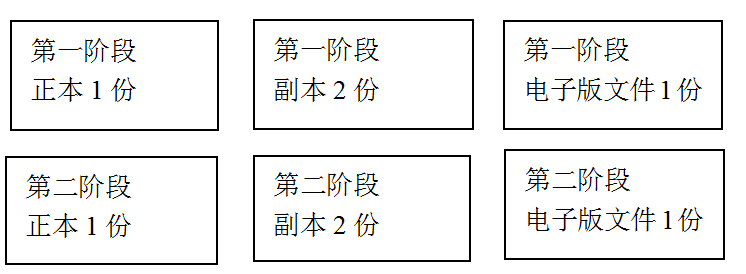 第一阶段
正本 1 份
第一阶段
副本 2 份
第一阶段
电子版文件 1 份
第二阶段
正本 1 份
第二阶段
副本 2 份
第二阶段
电子版文件 1 份